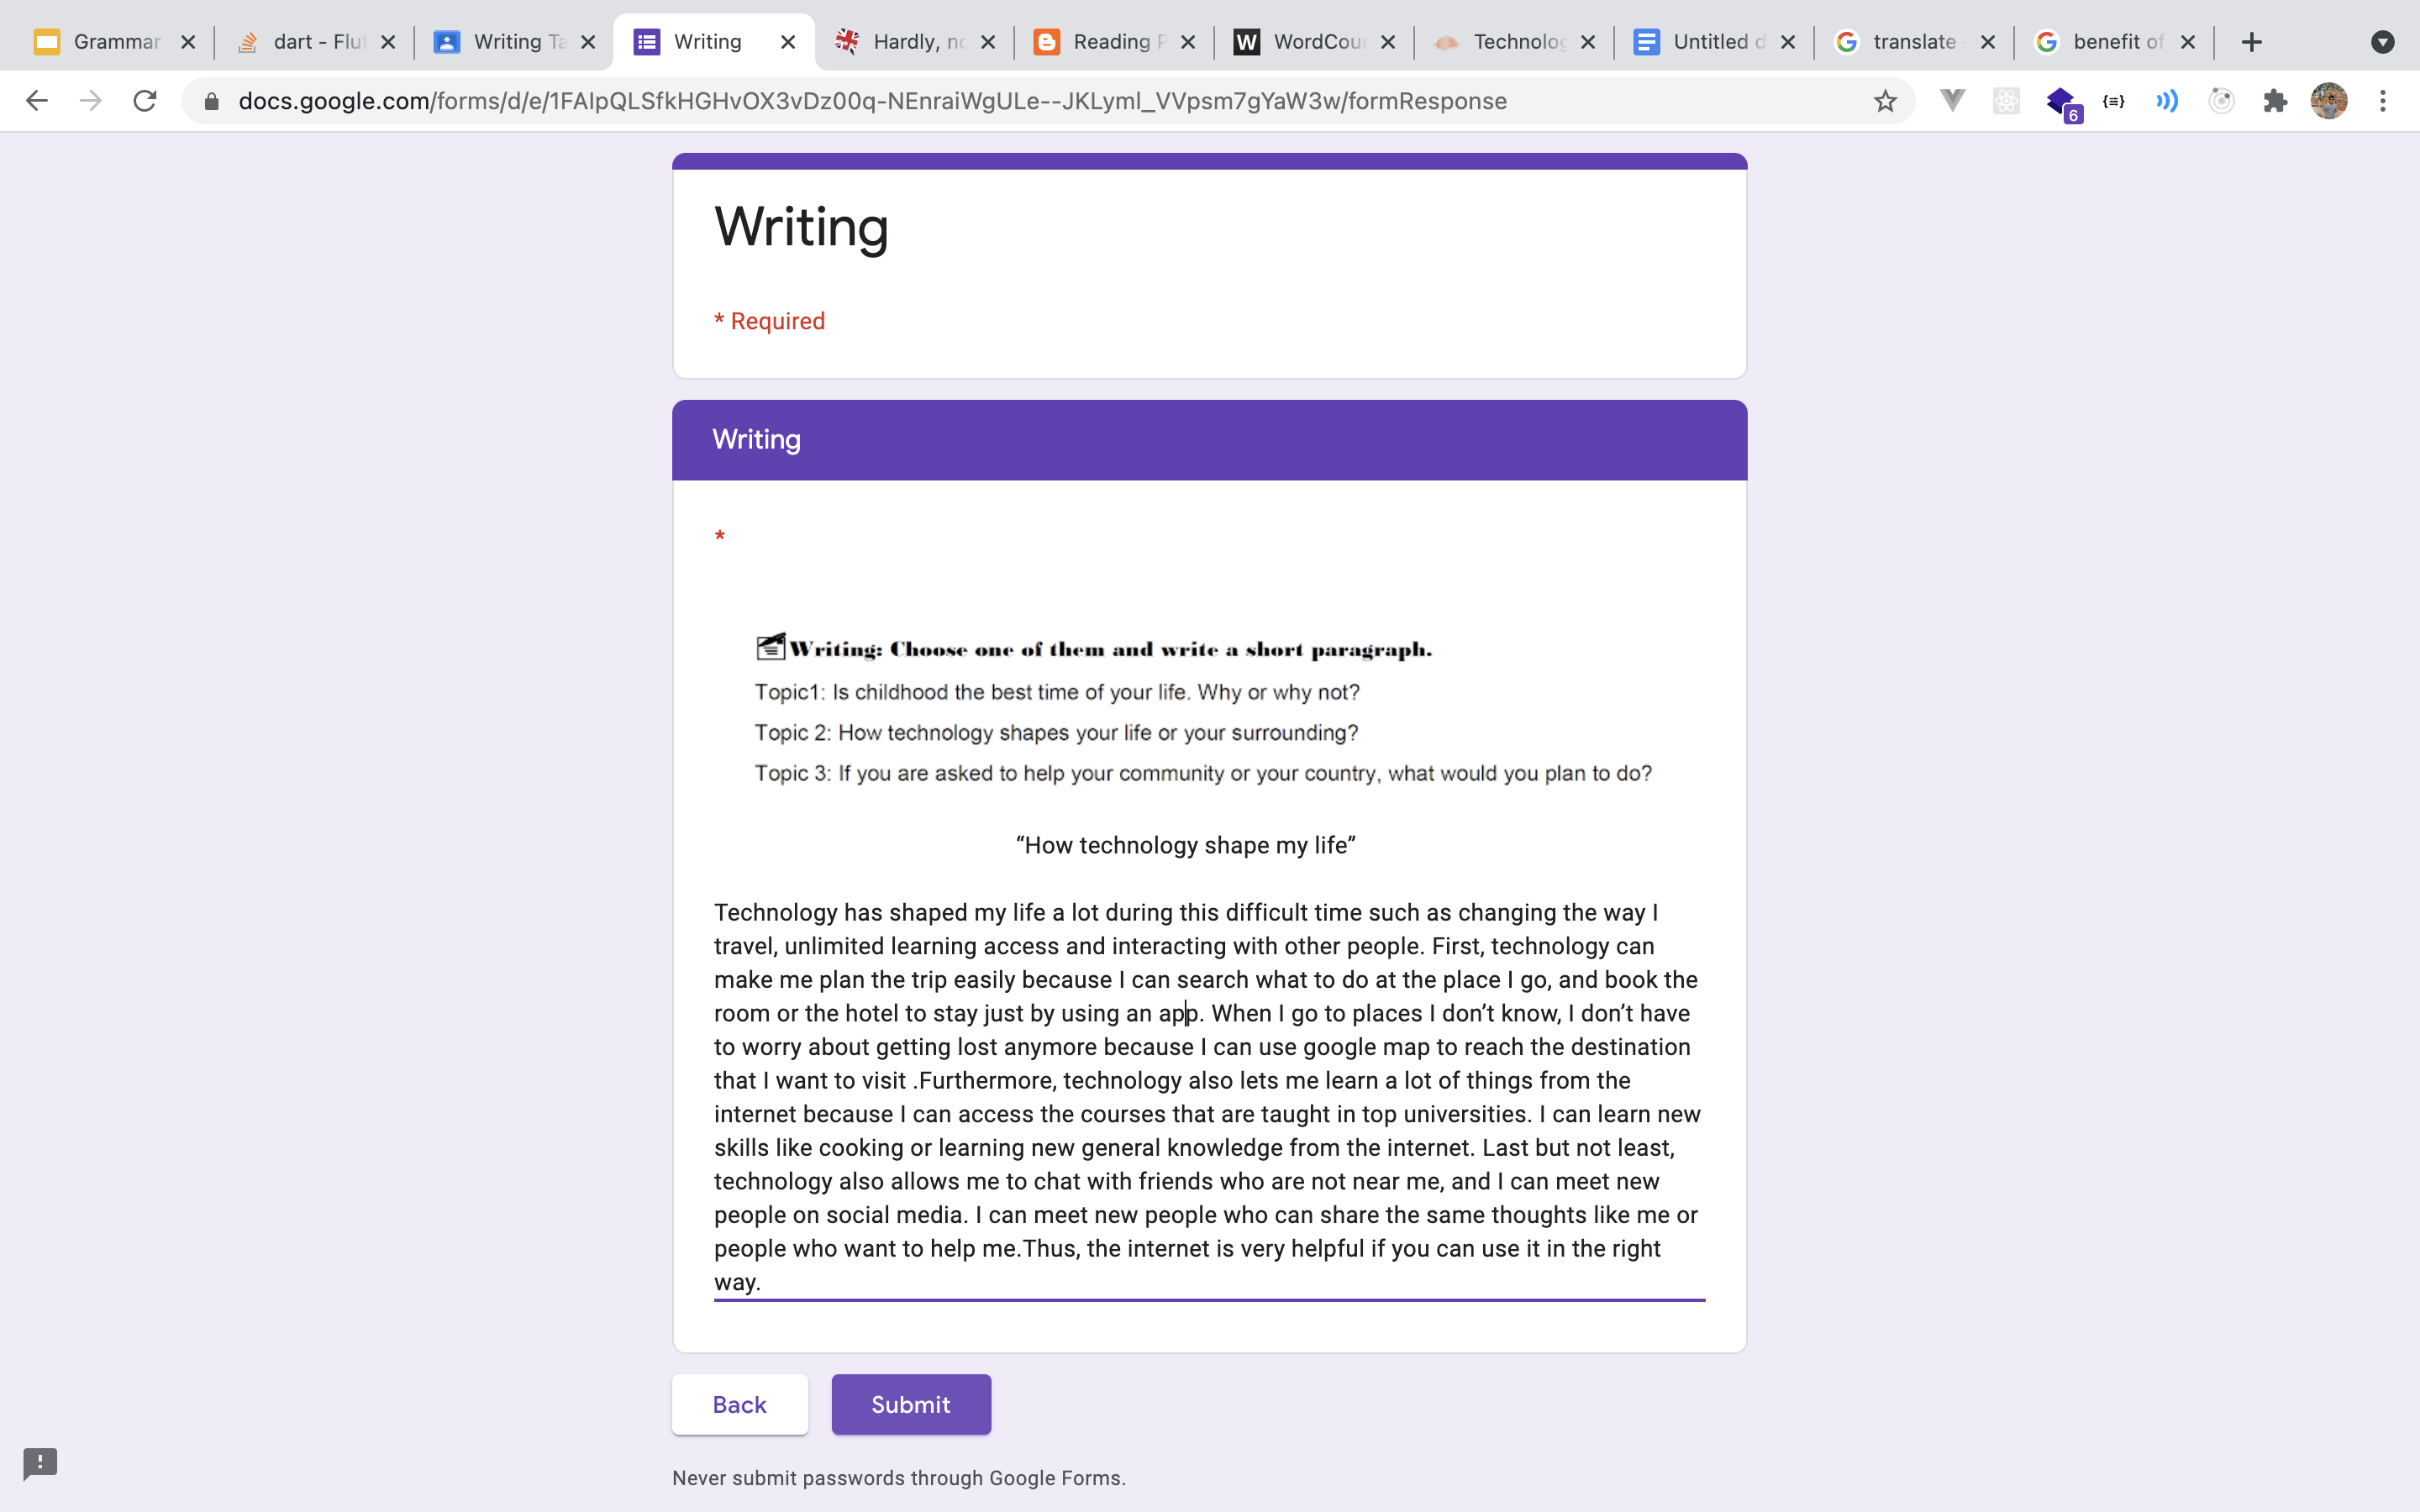 Grammar
dart - Flut
Writing Ta
Writing
Hardly, no
Reading P
WordCou
Technolog
Untitled d
translate
benefit of
docs.google.com/forms/d/e/1FAIpQLSfkHGHvOX3vDz00q-NEnraiWgULe--JKLyml_VVpsm7gYaW3w/formResponse
6
Writing
* Required
Writing
*
Writing: Choose one of them and write a short paragraph.
Topic1: Is childhood the best time of your life. Why or why not?
Topic 2: How technology shapes your life or your surrounding?
Topic 3: If you are asked to help your community or your country, what would you plan to do?
“How technology shape my life”
Technology has shaped my life a lot during this difficult time such as changing the way I
travel, unlimited learning access and interacting with other people. First, technology can
make me plan the trip easily because I can search what to do at the place I go, and book the
room or the hotel to stay just by using an app. When I go to places I don’t know, I don’t have
to worry about getting lost anymore because I can use google map to reach the destination
that I want to visit .Furthermore, technology also lets me learn a lot of things from the
internet because I can access the courses that are taught in top universities. I can learn new
skills like cooking or learning new general knowledge from the internet. Last but not least,
technology also allows me to chat with friends who are not near me, and I can meet new
people on social media. I can meet new people who can share the same thoughts like me or
people who want to help me.Thus, the internet is very helpful if you can use it in the right
way.
Back
Submit
Never submit passwords through Google Forms.